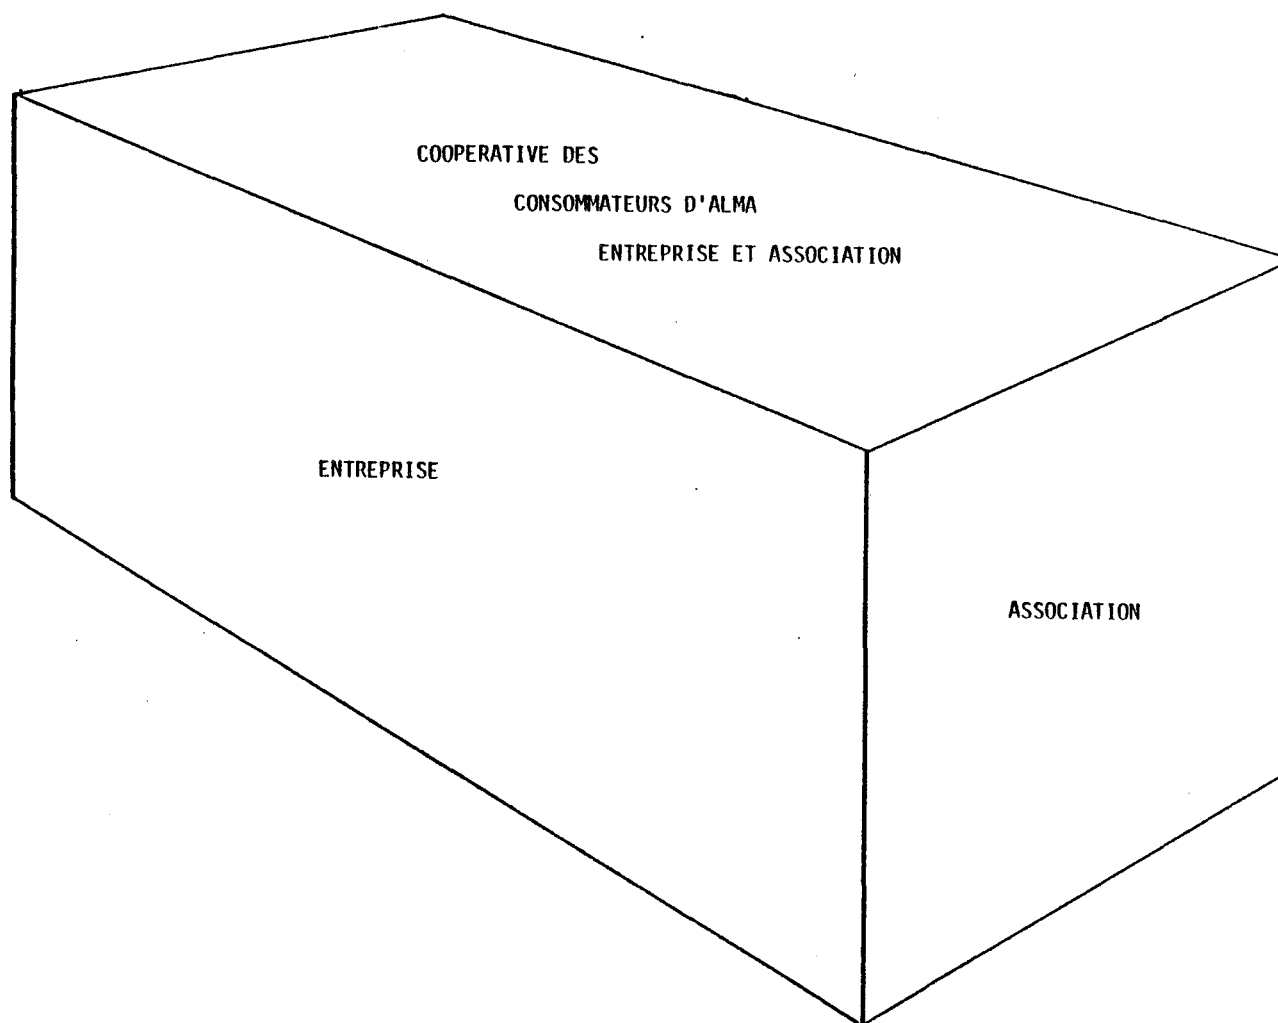 COOPERATIVE DES
CONSOMMATEURS D'ALMA
ENTREPRISE ET ASSOCIATION
ENTREPRISE
ASSOCIATION